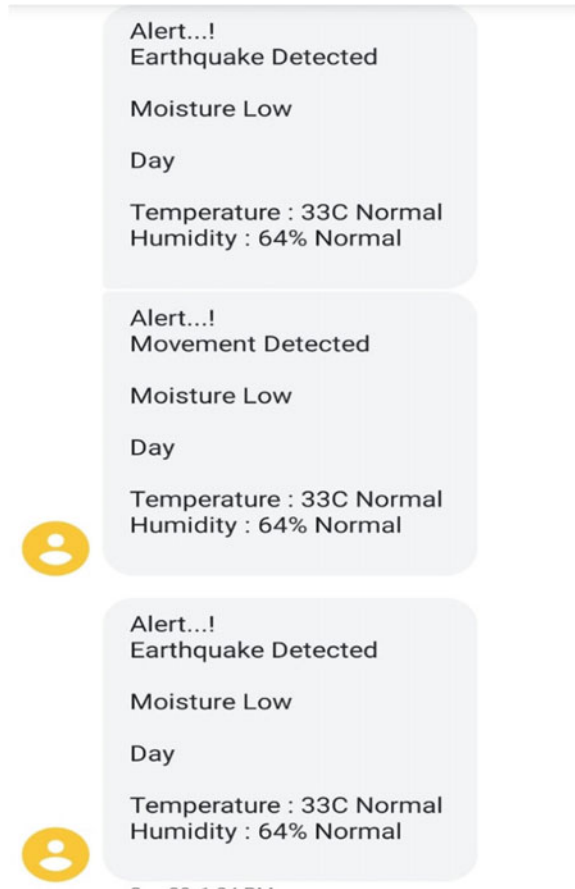 Alert...!
Earthquake Detected
Moisture Low
Day
Temperature : 33C Normal
Humidity : 64% Normal
Alert...!
Movement Detected
Moisture Low
Day
Temperature : 33C Normal
Humidity : 64% Normal
Alert...!
Earthquake Detected
Moisture Low
Day
Temperature : 33C Normal
Humidity : 64% Normal